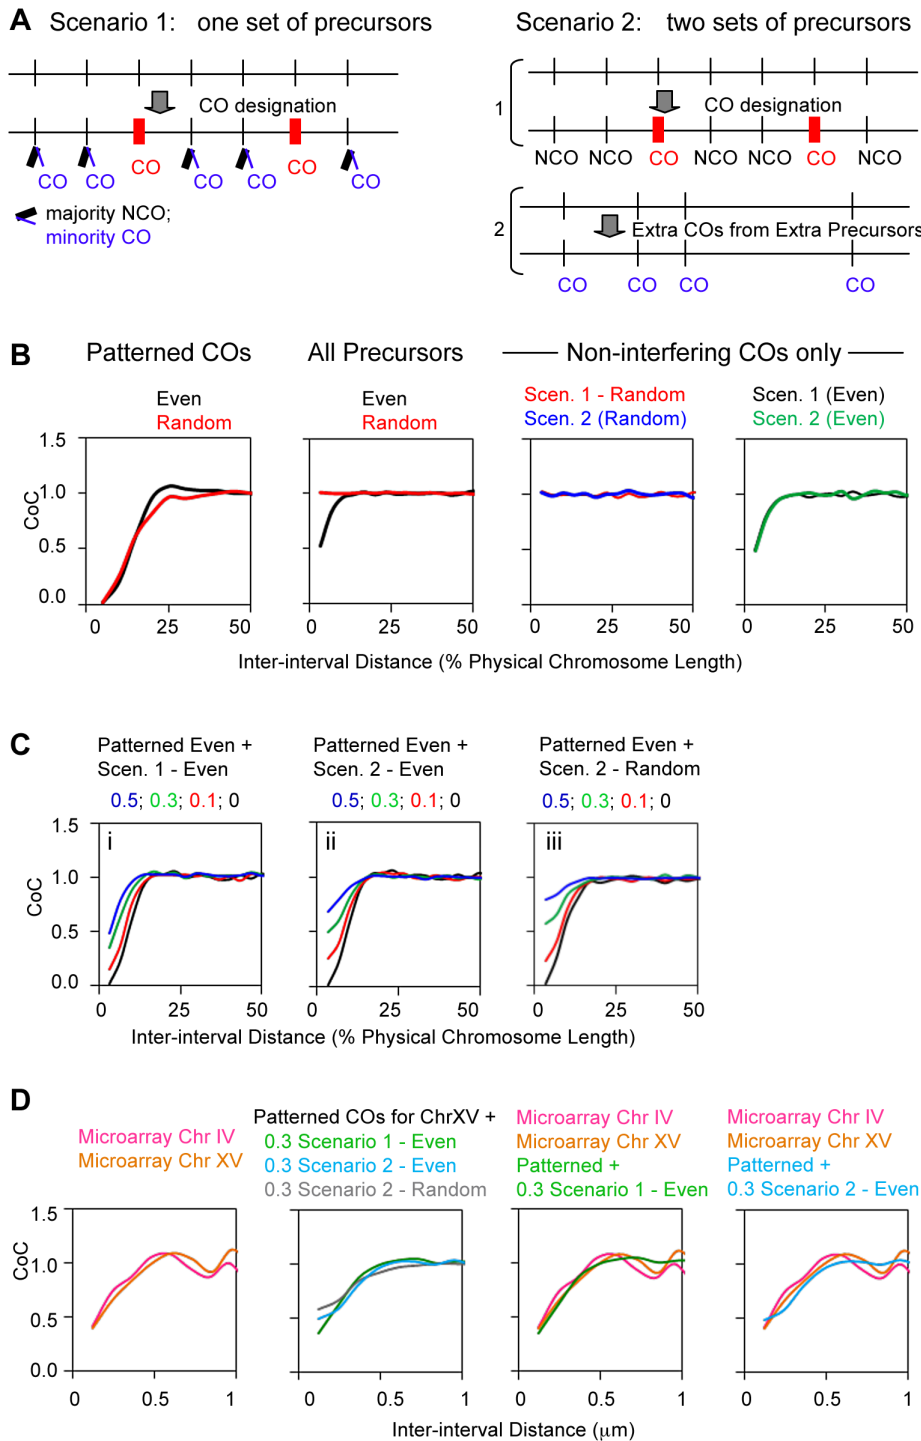 A
Scenario 1: one set of precursors
CO designation
CO CO CO CO CO CO CO
majority NCO;
minority CO
Scenario 2: two sets of precursors
1
CO designation
NCO NCO CO NCO NCO CO NCO
2
Extra COs from Extra Precursors
CO CO CO CO
B
Patterned COs
All Precursors
Non-interfering COs only
Even
Random
Even
Random
Scen. 1 - Random
Scen. 2 (Random)
Scen. 1 (Even)
Scen. 2 (Even)
CoC
1.5
1.0
0.5
0.0
0 25 50
0 25 50
0 25 50
0 25 50
Inter-interval Distance (% Physical Chromosome Length)
C
Patterned Even +
Scen. 1 - Even
0.5; 0.3; 0.1; 0
Patterned Even +
Scen. 2 - Even
0.5; 0.3; 0.1; 0
Patterned Even +
Scen. 2 - Random
0.5; 0.3; 0.1; 0
CoC
1.5
1.0
0.5
0.0
i
ii
iii
0 25 50
0 25 50
0 25 50
Inter-interval Distance (% Physical Chromosome Length)
D
Microarray Chr IV
Microarray Chr XV
Patterned COs for ChrXV +
0.3 Scenario 1 - Even
0.3 Scenario 2 - Even
0.3 Scenario 2 - Random
Microarray Chr IV
Microarray Chr XV
Patterned +
0.3 Scenario 1 - Even
Microarray Chr IV
Microarray Chr XV
Patterned +
0.3 Scenario 2 - Even
CoC
1.5
1.0
0.5
0.0
0 0.5 1
0 0.5 1
0 0.5 1
0 0.5 1
Inter-interval Distance (μm)